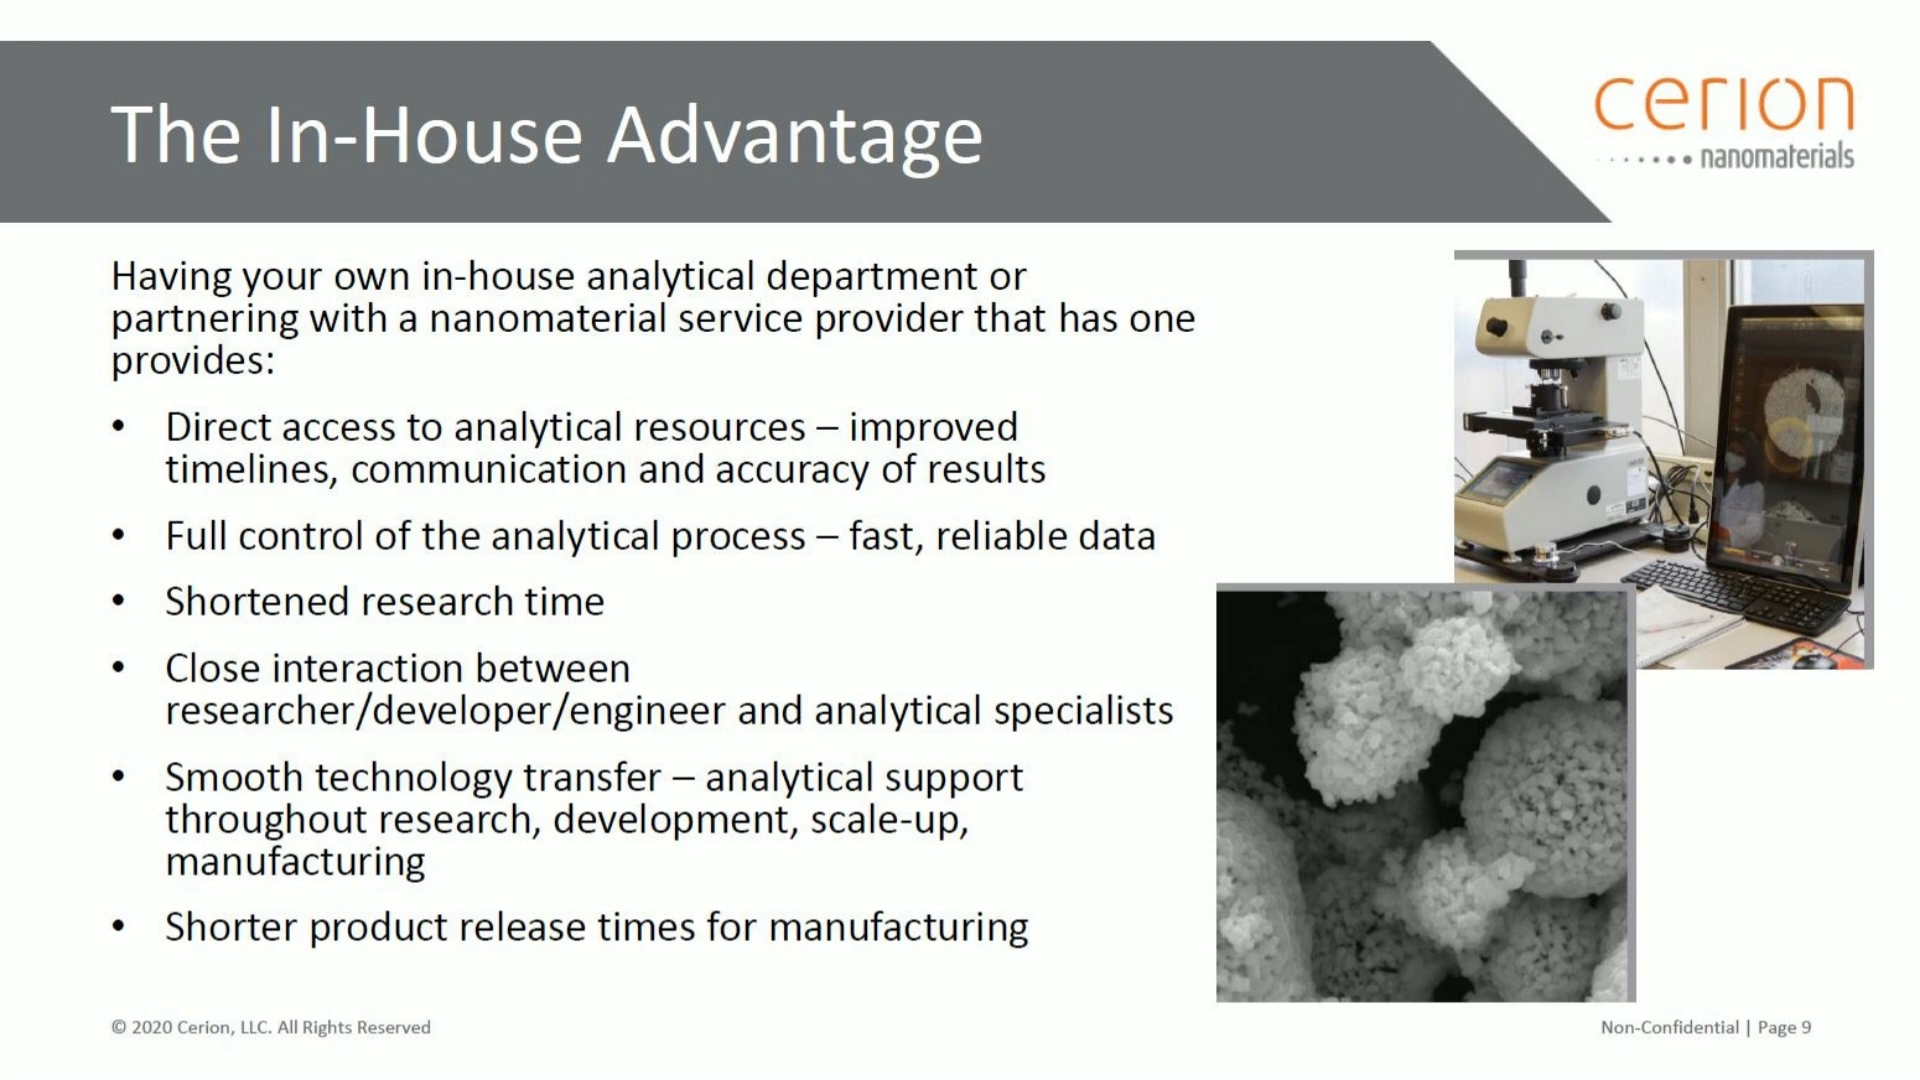 The In-House Advantage
cerion
nanomaterials
Having your own in-house analytical department or
partnering with a nanomaterial service provider that has one
provides:
• Direct access to analytical resources – improved
timelines, communication and accuracy of results
• Full control of the analytical process – fast, reliable data
• Shortened research time
• Close interaction between
researcher/developer/engineer and analytical specialists
• Smooth technology transfer – analytical support
throughout research, development, scale-up,
manufacturing
• Shorter product release times for manufacturing
© 2020 Cerion, LLC. All Rights Reserved
Non-Confidential | Page 9